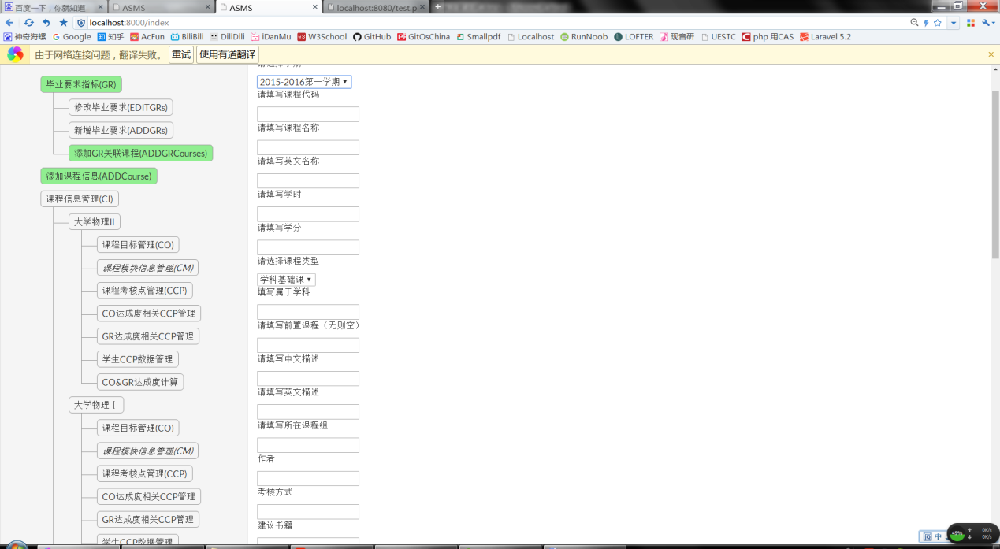 百度一下，你就知道
ASMS
ASMS
localhost:8080/test.p
localhost:8000/index
神奇海螺 Google 知乎 AcFun BiliBili DiliDili iDanMu W3School GitHub GitOsChina Smallpdf Localhost RunNoob LOFTER 现音研 UESTC php 用CAS Laravel 5.2
由于网络连接问题，翻译失败。 重试 使用有道翻译
毕业要求指标(GR)
修改毕业要求(EDITGRs)
新增毕业要求(ADDGRs)
添加GR关联课程(ADDGRCourses)
添加课程信息(ADDCourse)
课程信息管理(CI)
大学物理II
课程目标管理(CO)
课程模块信息管理(CM)
课程考核点管理(CCP)
CO达成度相关CCP管理
GR达成度相关CCP管理
学生CCP数据管理
CO&GR达成度计算
大学物理Ⅰ
课程目标管理(CO)
课程模块信息管理(CM)
课程考核点管理(CCP)
CO达成度相关CCP管理
GR达成度相关CCP管理
学生CCP数据管理
请选择学期
2015-2016第一学期
请填写课程代码
请填写课程名称
请填写英文名称
请填写学时
请填写学分
请选择课程类型
学科基础课
填写属于学科
请填写前置课程（无则空）
请填写中文描述
请填写英文描述
请填写所在课程组
作者
考核方式
建议书籍
中
45%
0K/s
0K/s